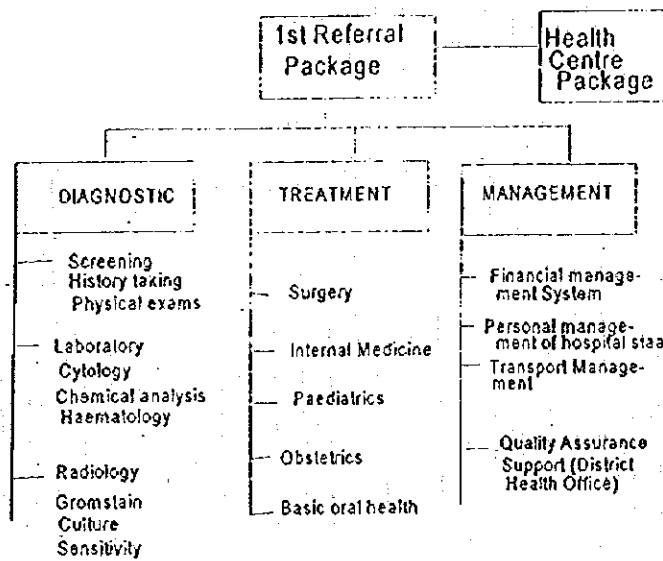 1st Referral
Package
Health
Centre
Package
DIAGNOSTIC
Screening
History taking
Physical exams
Laboratory
Cytology
Chemical analysis
Haematology
Radiology
Gromstain
Culture
Sensitivity
TREATMENT
Surgery
Internal Medicine
Paediatrics
Obstetrics
Basic oral health
MANAGEMENT
Financial manage-
ment System
Personal manage-
ment of hospital staa
Transport Manage-
ment
Quality Assurance
Support (District
Health Office)